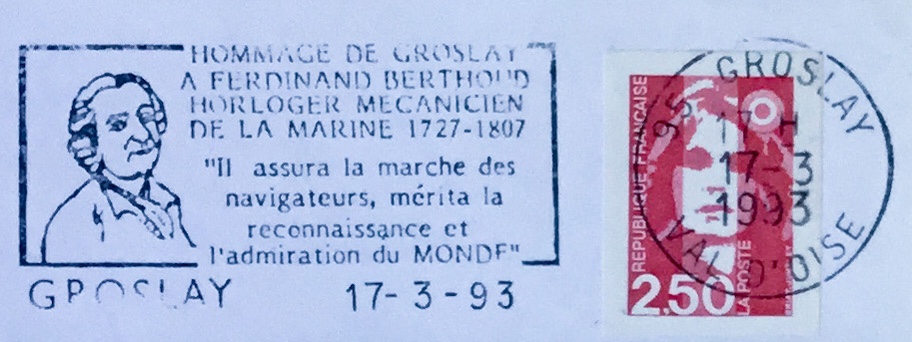 HOMMAGE DE GROSLAY
A FERDINAND BERTHOUD
HORLOGER MECANICIEN
DE LA MARINE 1727-1807
"Il assura la marche des
navigateurs, mérita la
reconnaissance et
l'admiration du MONDE"
GROSLAY 17-3-93
REPUBLIQUE FRANÇAISE
2,50
LA POSTE
95 GROSLAY
17 H
17-3
1993
VAL D'OISE